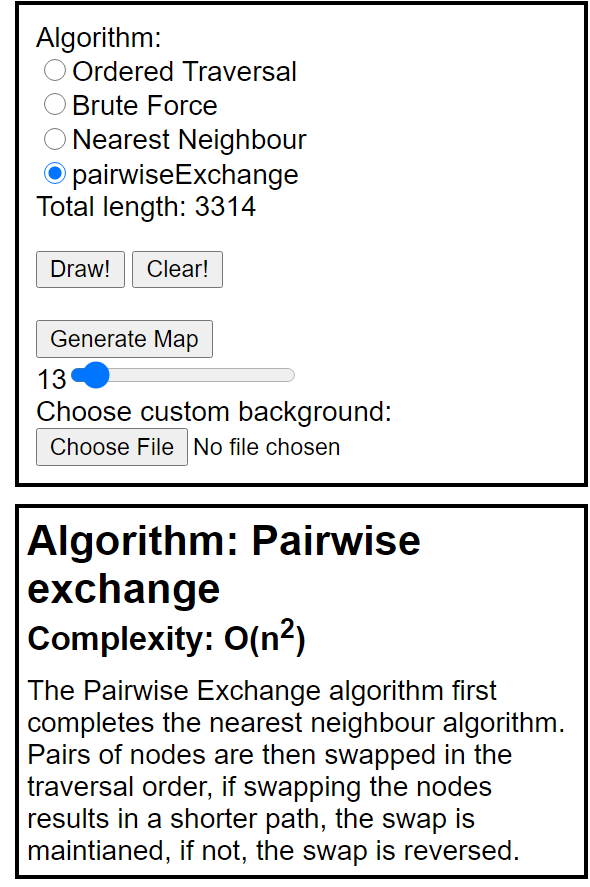 Algorithm:
Ordered Traversal
Brute Force
Nearest Neighbour
pairwiseExchange
Total length: 3314
Draw! Clear!
Generate Map
13
Choose custom background:
Choose File No file chosen
Algorithm: Pairwise
exchange
Complexity: O(n²)
The Pairwise Exchange algorithm first
completes the nearest neighbour algorithm.
Pairs of nodes are then swapped in the
traversal order, if swapping the nodes
results in a shorter path, the swap is
maintianed, if not, the swap is reversed.